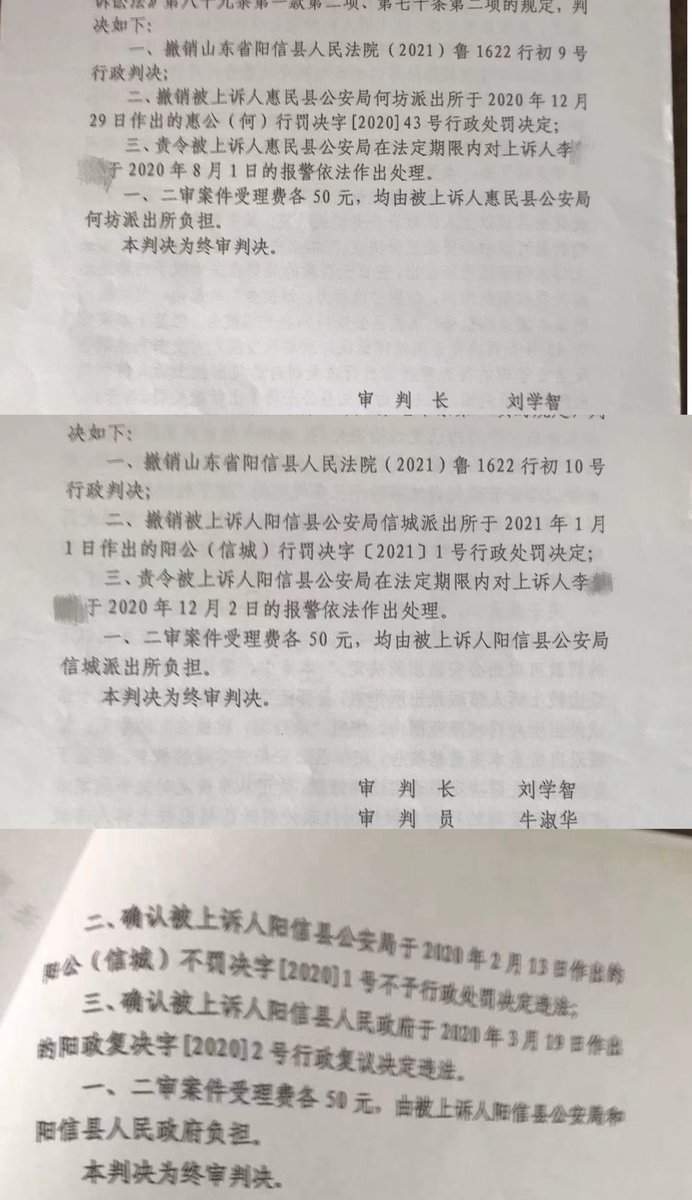 诉讼法》第八十九条第一款第二项、第七十条第二项的规定，判
决如下：
一、撤销山东省阳信县人民法院（2021）鲁 1622 行初 9 号
行政判决；
二、撤销被上诉人惠民县公安局何坊派出所于 2020 年 12 月
29 日作出的惠公（何）行罚决字[2020]43 号行政处罚决定；
三、责令被上诉人惠民县公安局在法定期限内对上诉人李
于 2020 年 8 月 1 日的报警依法作出处理。
一、二审案件受理费各 50 元，均由被上诉人惠民县公安局
何坊派出所负担。
本判决为终审判决。
审 判 长 刘学智
决如下：
一、撤销山东省阳信县人民法院（2021）鲁 1622 行初 10 号
行政判决；
二、撤销被上诉人阳信县公安局信城派出所于 2021 年 1 月
1 日作出的阳公（信城）行罚决字〔2021〕1 号行政处罚决定；
三、责令被上诉人阳信县公安局在法定期限内对上诉人李
于 2020 年 12 月 2 日的报警依法作出处理。
一、二审案件受理费各 50 元，均由被上诉人阳信县公安局
信城派出所负担。
本判决为终审判决。
审 判 长 刘学智
审 判 员 牛淑华
二、确认被上诉人阳信县公安局于 2020 年 2 月 13 日作出的
阳公（信城）不罚决字[2020]1 号不予行政处罚决定违法；
三、确认被上诉人阳信县人民政府于 2020 年 3 月 19 日作出
的阳政复决字[2020]2 号行政复议决定违法。
一、二审案件受理费各 50 元，由被上诉人阳信县公安局和
阳信县人民政府负担。
本判决为终审判决。